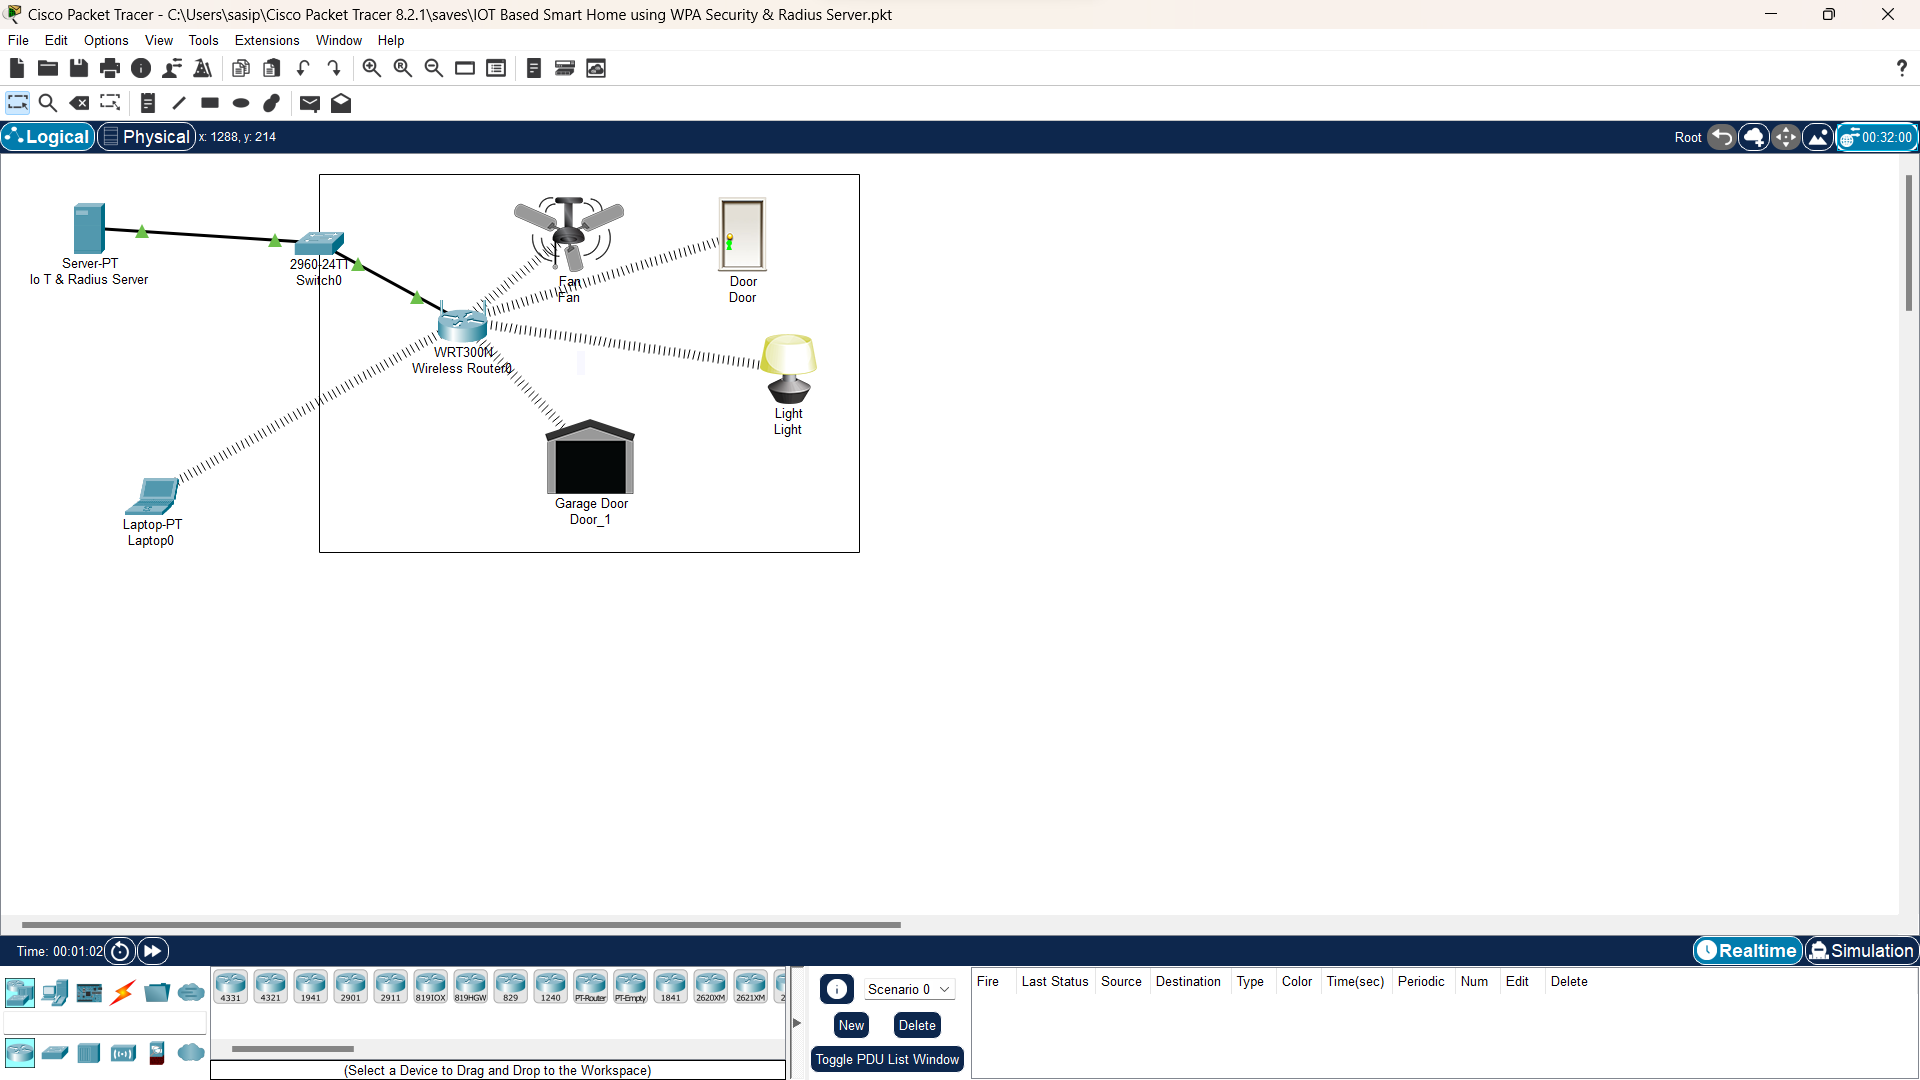 Cisco Packet Tracer - C:\Users\sasip\Cisco Packet Tracer 8.2.1\saves\IOT Based Smart Home using WPA Security & Radius Server.pkt
File Edit Options View Tools Extensions Window Help
Logical Physical x: 1288, y: 214 Root 00:32:00
Server-PT
Io T & Radius Server
2960-24TT
Switch0
Fan
Fan
Door
Door
WRT300N
Wireless Router0
Light
Light
Garage Door
Door_1
Laptop-PT
Laptop0
Time: 00:01:02 Realtime Simulation
4331 4321 1941 2901 2911 819IOX 819HGW 829 1240 PT-Router PT-Empty 1841 2620XM 2621XM 2
(Select a Device to Drag and Drop to the Workspace)
Scenario 0
New Delete
Toggle PDU List Window
Fire Last Status Source Destination Type Color Time(sec) Periodic Num Edit Delete